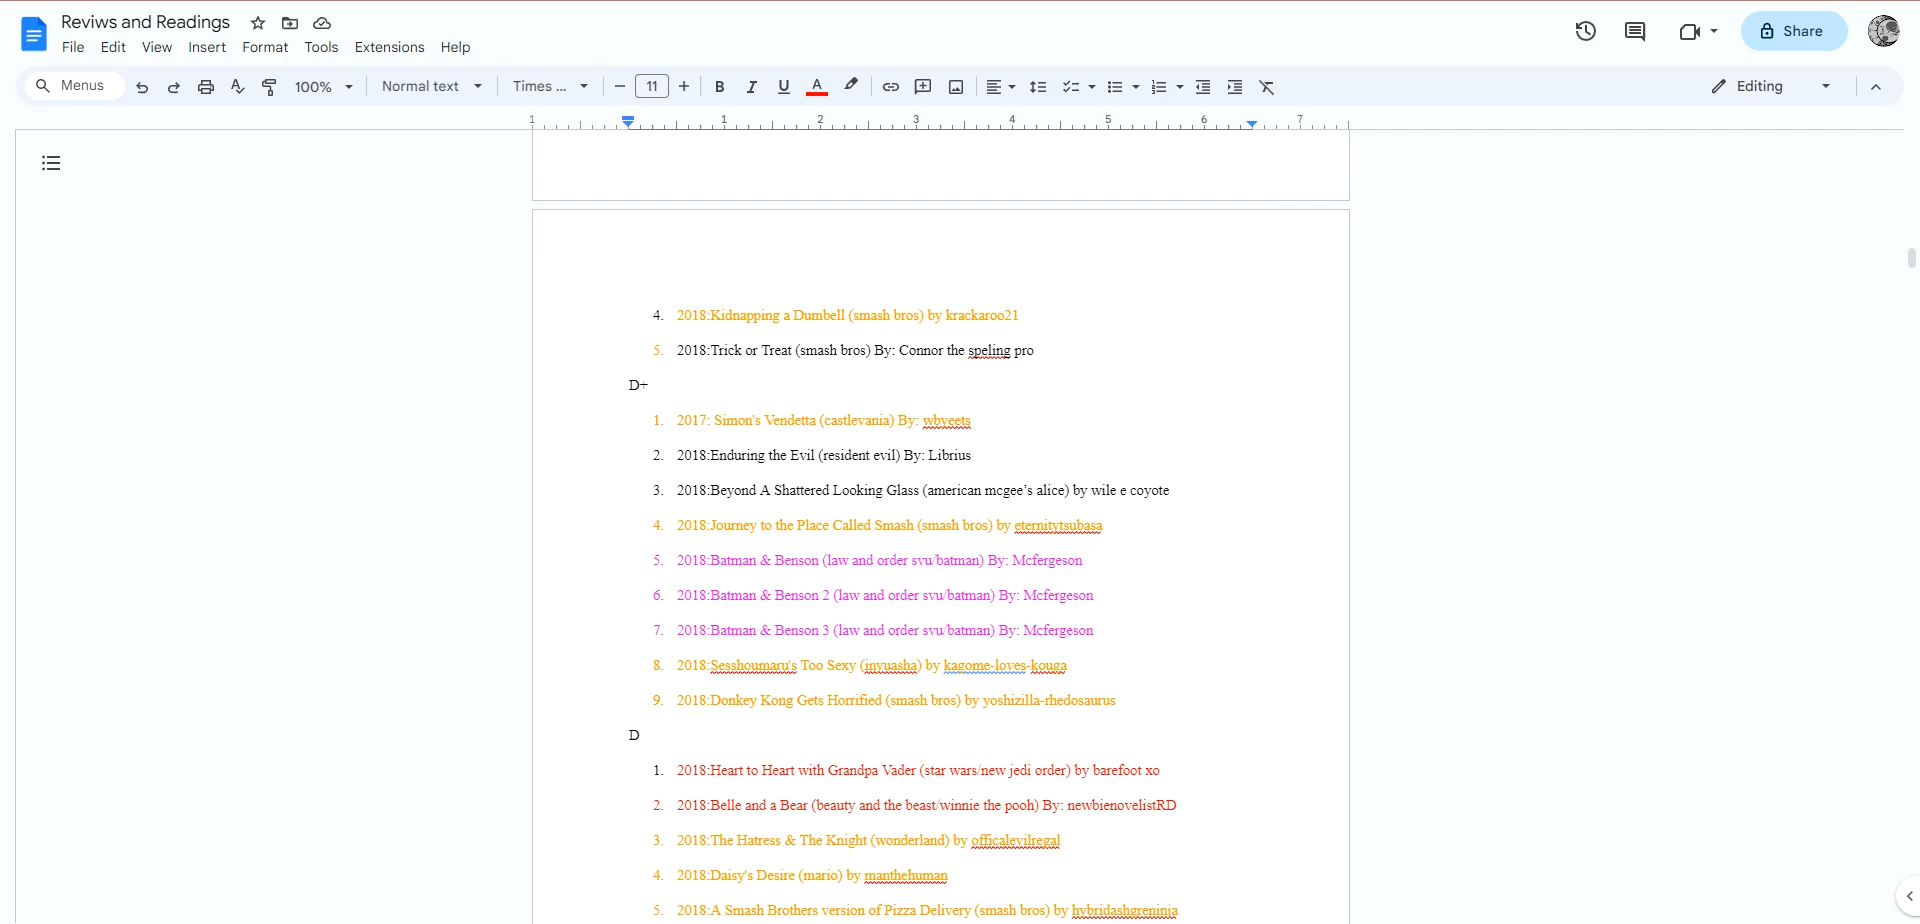 Reviws and Readings
File Edit View Insert Format Tools Extensions Help
Share
Menus 100% Normal text Times ... 11 B I U A Editing
1 1 2 3 4 5 6 7
4. 2018:Kidnapping a Dumbell (smash bros) by krackaroo21
5. 2018:Trick or Treat (smash bros) By: Connor the speling pro
D+
1. 2017: Simon's Vendetta (castlevania) By: wbyeets
2. 2018:Enduring the Evil (resident evil) By: Librius
3. 2018:Beyond A Shattered Looking Glass (american mcgee’s alice) by wile e coyote
4. 2018:Journey to the Place Called Smash (smash bros) by eternitytsubasa
5. 2018:Batman & Benson (law and order svu/batman) By: Mcfergeson
6. 2018:Batman & Benson 2 (law and order svu/batman) By: Mcfergeson
7. 2018:Batman & Benson 3 (law and order svu/batman) By: Mcfergeson
8. 2018:Sesshoumaru's Too Sexy (inyuasha) by kagome-loves-kouga
9. 2018:Donkey Kong Gets Horrified (smash bros) by yoshizilla-rhedosaurus
D
1. 2018:Heart to Heart with Grandpa Vader (star wars/new jedi order) by barefoot xo
2. 2018:Belle and a Bear (beauty and the beast/winnie the pooh) By: newbienovelistRD
3. 2018:The Hatress & The Knight (wonderland) by officalevilregal
4. 2018:Daisy's Desire (mario) by manthehuman
5. 2018:A Smash Brothers version of Pizza Delivery (smash bros) by hybridashgreninja